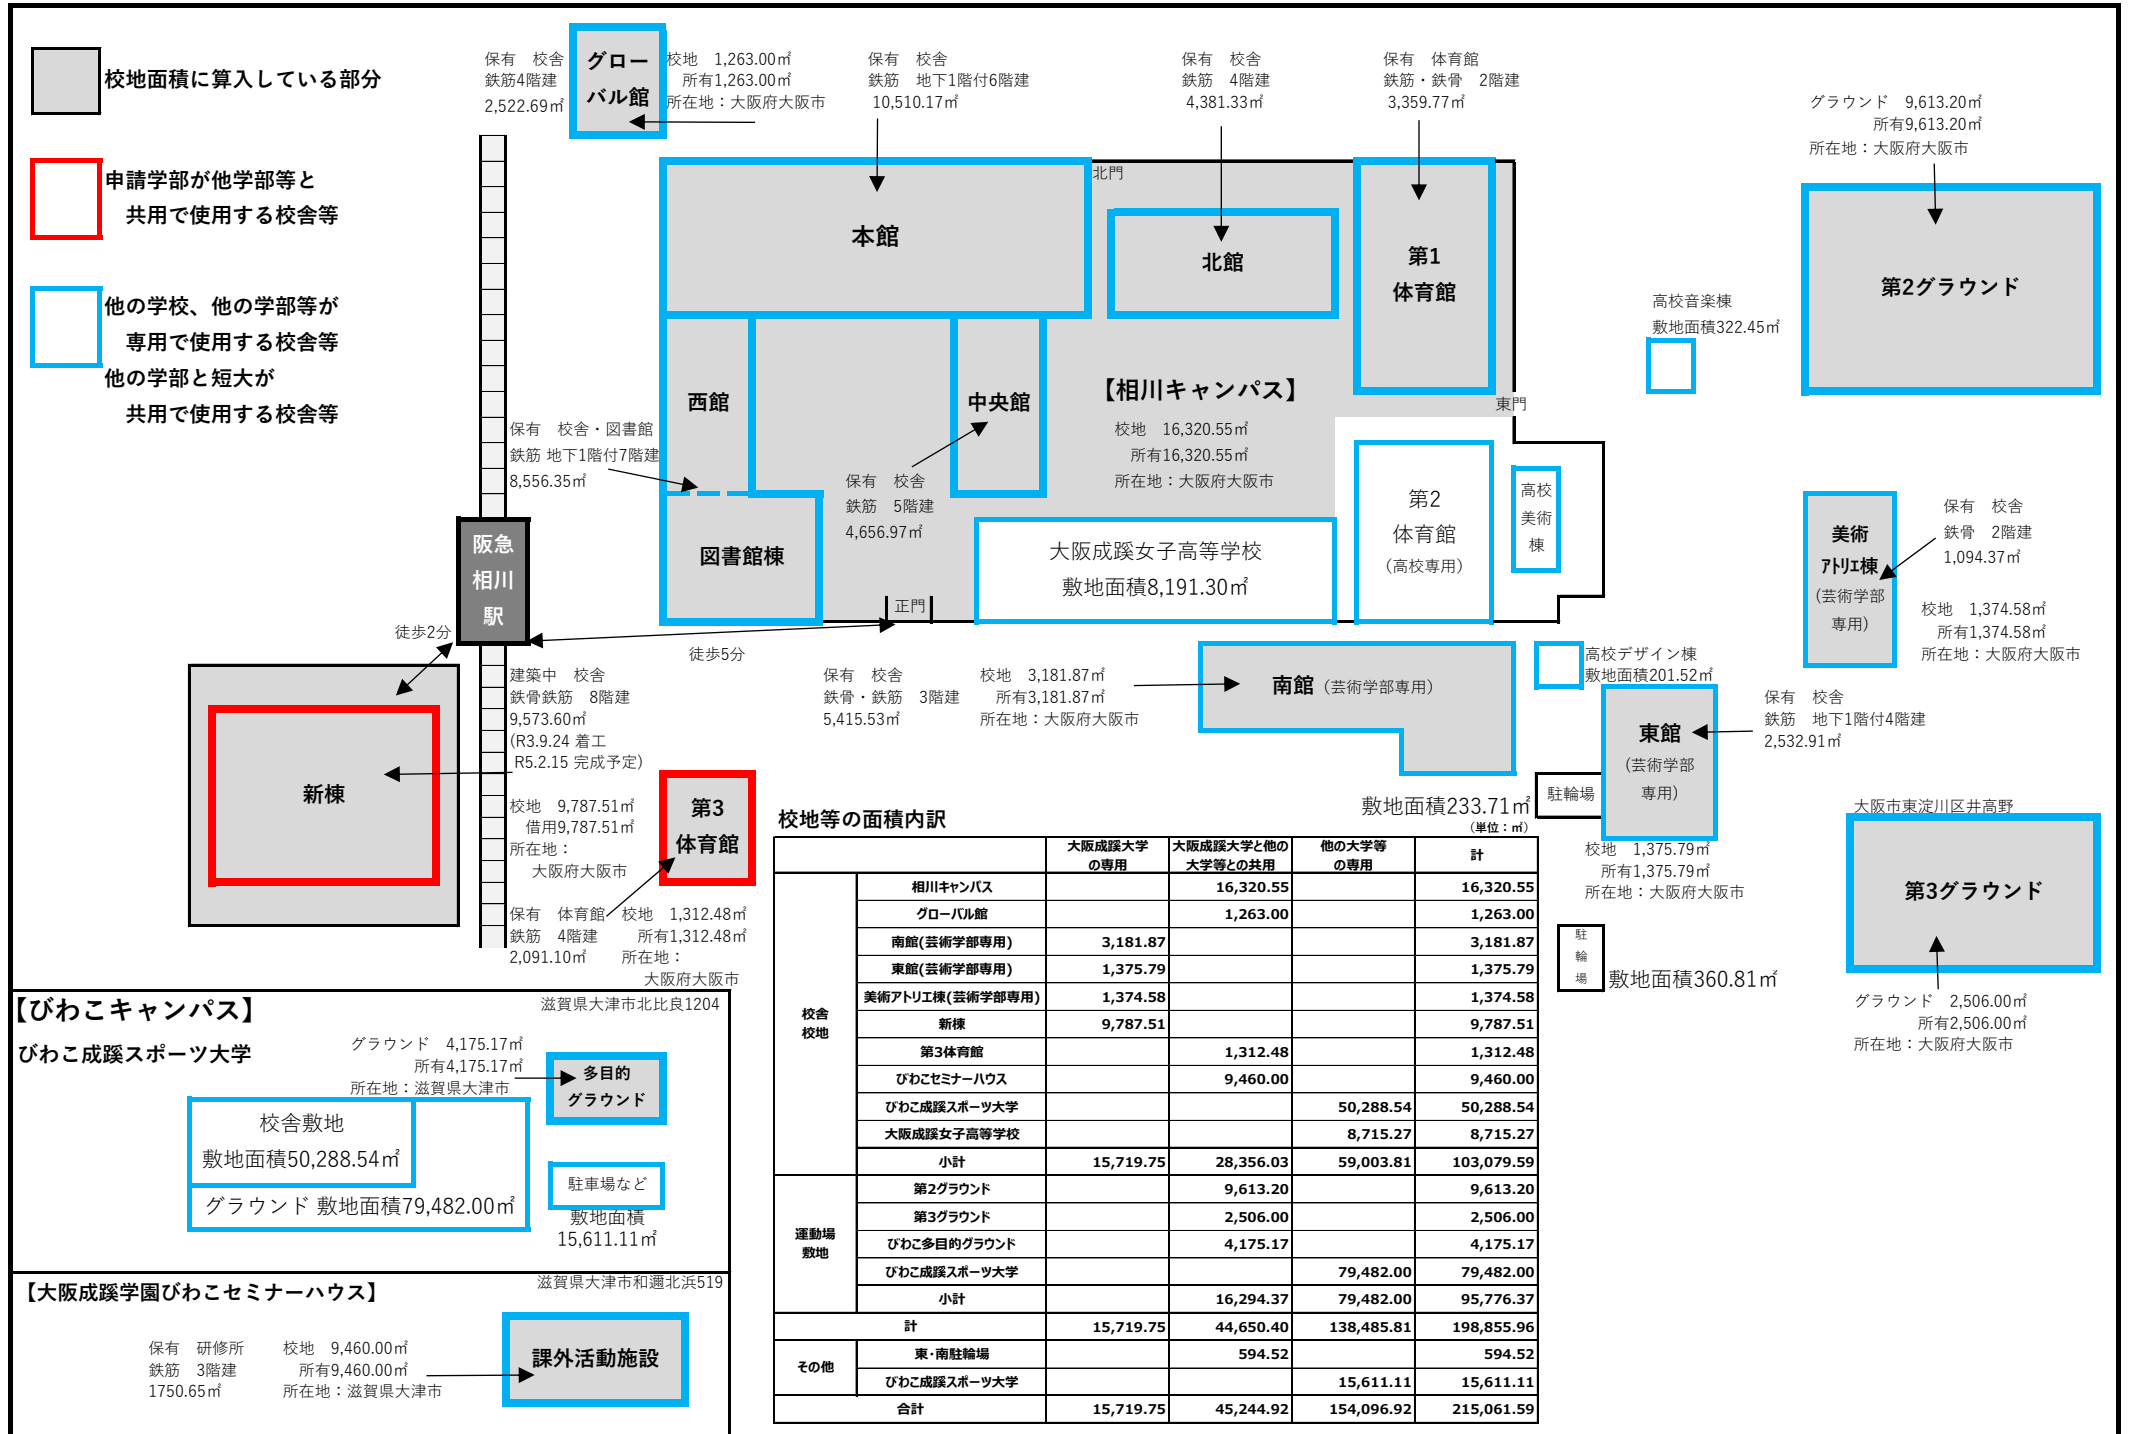 校地面積に算入している部分
申請学部が他学部等と
共用で使用する校舎等
他の学校、他の学部等が
専用で使用する校舎等
他の学部と短大が
共用で使用する校舎等
保有　校舎
鉄筋4階建
2,522.69㎡
グロー
バル館
校地　1,263.00㎡
所有1,263.00㎡
所在地：大阪府大阪市
保有　校舎
鉄筋　地下1階付6階建
10,510.17㎡
保有　校舎
鉄筋　4階建
4,381.33㎡
保有　体育館
鉄筋・鉄骨　2階建
3,359.77㎡
グラウンド　9,613.20㎡
所有9,613.20㎡
所在地：大阪府大阪市
北門
本館
北館
第1
体育館
第2グラウンド
高校音楽棟
敷地面積322.45㎡
西館
中央館
【相川キャンパス】
校地　16,320.55㎡
所有16,320.55㎡
所在地：大阪府大阪市
東門
保有　校舎・図書館
鉄筋 地下1階付7階建
8,556.35㎡
保有　校舎
鉄筋　5階建
4,656.97㎡
第2
体育館
(高校専用)
高校
美術
棟
図書館棟
大阪成蹊女子高等学校
敷地面積8,191.30㎡
正門
阪急
相川
駅
徒歩2分
徒歩5分
美術
アトリエ棟
(芸術学部
専用)
保有　校舎
鉄骨　2階建
1,094.37㎡
校地　1,374.58㎡
所有1,374.58㎡
所在地：大阪府大阪市
建築中　校舎
鉄骨鉄筋　8階建
9,573.60㎡
(R3.9.24 着工
R5.2.15 完成予定)
新棟
校地　9,787.51㎡
借用9,787.51㎡
所在地：
大阪府大阪市
保有　校舎
鉄骨・鉄筋　3階建
5,415.53㎡
校地　3,181.87㎡
所有3,181.87㎡
所在地：大阪府大阪市
南館（芸術学部専用）
高校デザイン棟
敷地面積201.52㎡
東館
(芸術学部
専用)
保有　校舎
鉄筋　地下1階付4階建
2,532.91㎡
駐輪場
敷地面積233.71㎡
校地　1,375.79㎡
所有1,375.79㎡
所在地：大阪府大阪市
駐
輪
場
敷地面積360.81㎡
大阪市東淀川区井高野
第3グラウンド
グラウンド　2,506.00㎡
所有2,506.00㎡
所在地：大阪府大阪市
第3
体育館
保有　体育館
鉄筋　4階建
2,091.10㎡
校地　1,312.48㎡
所有1,312.48㎡
所在地：
大阪府大阪市
【びわこキャンパス】
滋賀県大津市北比良1204
びわこ成蹊スポーツ大学
グラウンド　4,175.17㎡
所有4,175.17㎡
所在地：滋賀県大津市
多目的
グラウンド
校舎敷地
敷地面積50,288.54㎡
グラウンド 敷地面積79,482.00㎡
駐車場など
敷地面積
15,611.11㎡
【大阪成蹊学園びわこセミナーハウス】
滋賀県大津市和邇北浜519
保有　研修所
鉄筋　3階建
1750.65㎡
校地　9,460.00㎡
所有9,460.00㎡
所在地：滋賀県大津市
課外活動施設
校地等の面積内訳
(単位：㎡)
大阪成蹊大学の専用 大阪成蹊大学と他の大学等との共用 他の大学等の専用 計
校舎校地
相川キャンパス 16,320.55 16,320.55
グローバル館 1,263.00 1,263.00
南館(芸術学部専用) 3,181.87 3,181.87
東館(芸術学部専用) 1,375.79 1,375.79
美術アトリエ棟(芸術学部専用) 1,374.58 1,374.58
新棟 9,787.51 9,787.51
第3体育館 1,312.48 1,312.48
びわこセミナーハウス 9,460.00 9,460.00
びわこ成蹊スポーツ大学 50,288.54 50,288.54
大阪成蹊女子高等学校 8,715.27 8,715.27
小計 15,719.75 28,356.03 59,003.81 103,079.59
運動場敷地
第2グラウンド 9,613.20 9,613.20
第3グラウンド 2,506.00 2,506.00
びわこ多目的グラウンド 4,175.17 4,175.17
びわこ成蹊スポーツ大学 79,482.00 79,482.00
小計 16,294.37 79,482.00 95,776.37
計 15,719.75 44,650.40 138,485.81 198,855.96
その他
東・南駐輪場 594.52 594.52
びわこ成蹊スポーツ大学 15,611.11 15,611.11
合計 15,719.75 45,244.92 154,096.92 215,061.59